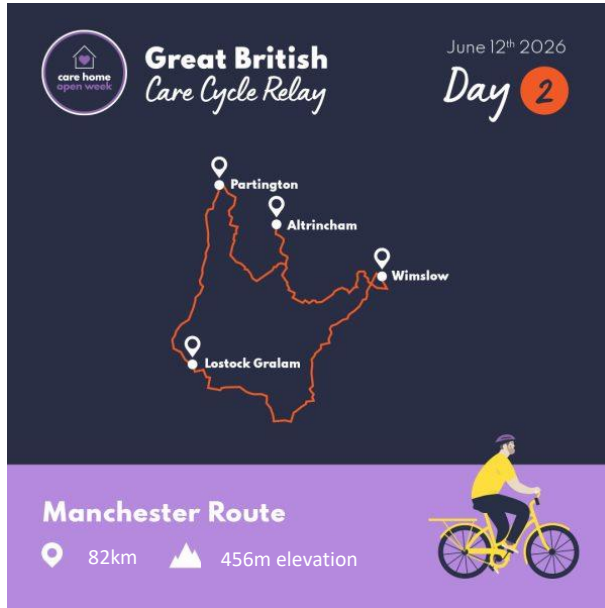 care home
open week
Great British
Care Cycle Relay
June 12th 2026
Day 2
Partington
Altrincham
Wimslow
Lostock Gralam
Manchester Route
82km
456m elevation